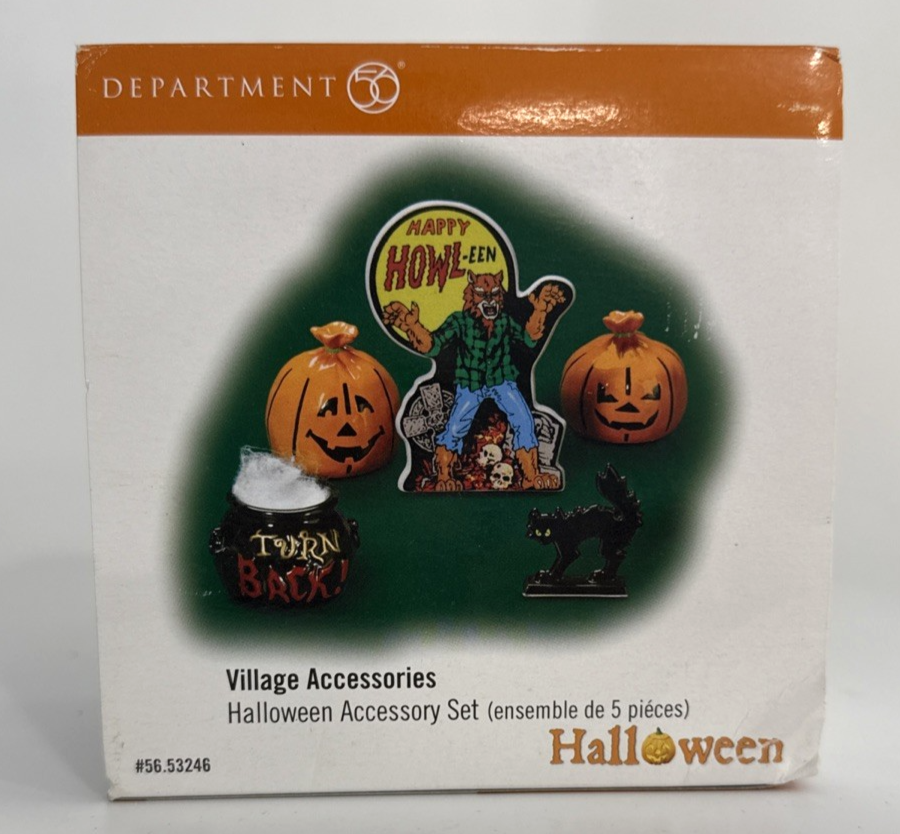 DEPARTMENT 56®
HAPPY
HOWL-EEN
TURN
BACK!
Village Accessories
Halloween Accessory Set (ensemble de 5 piéces)
Halloween
#56.53246